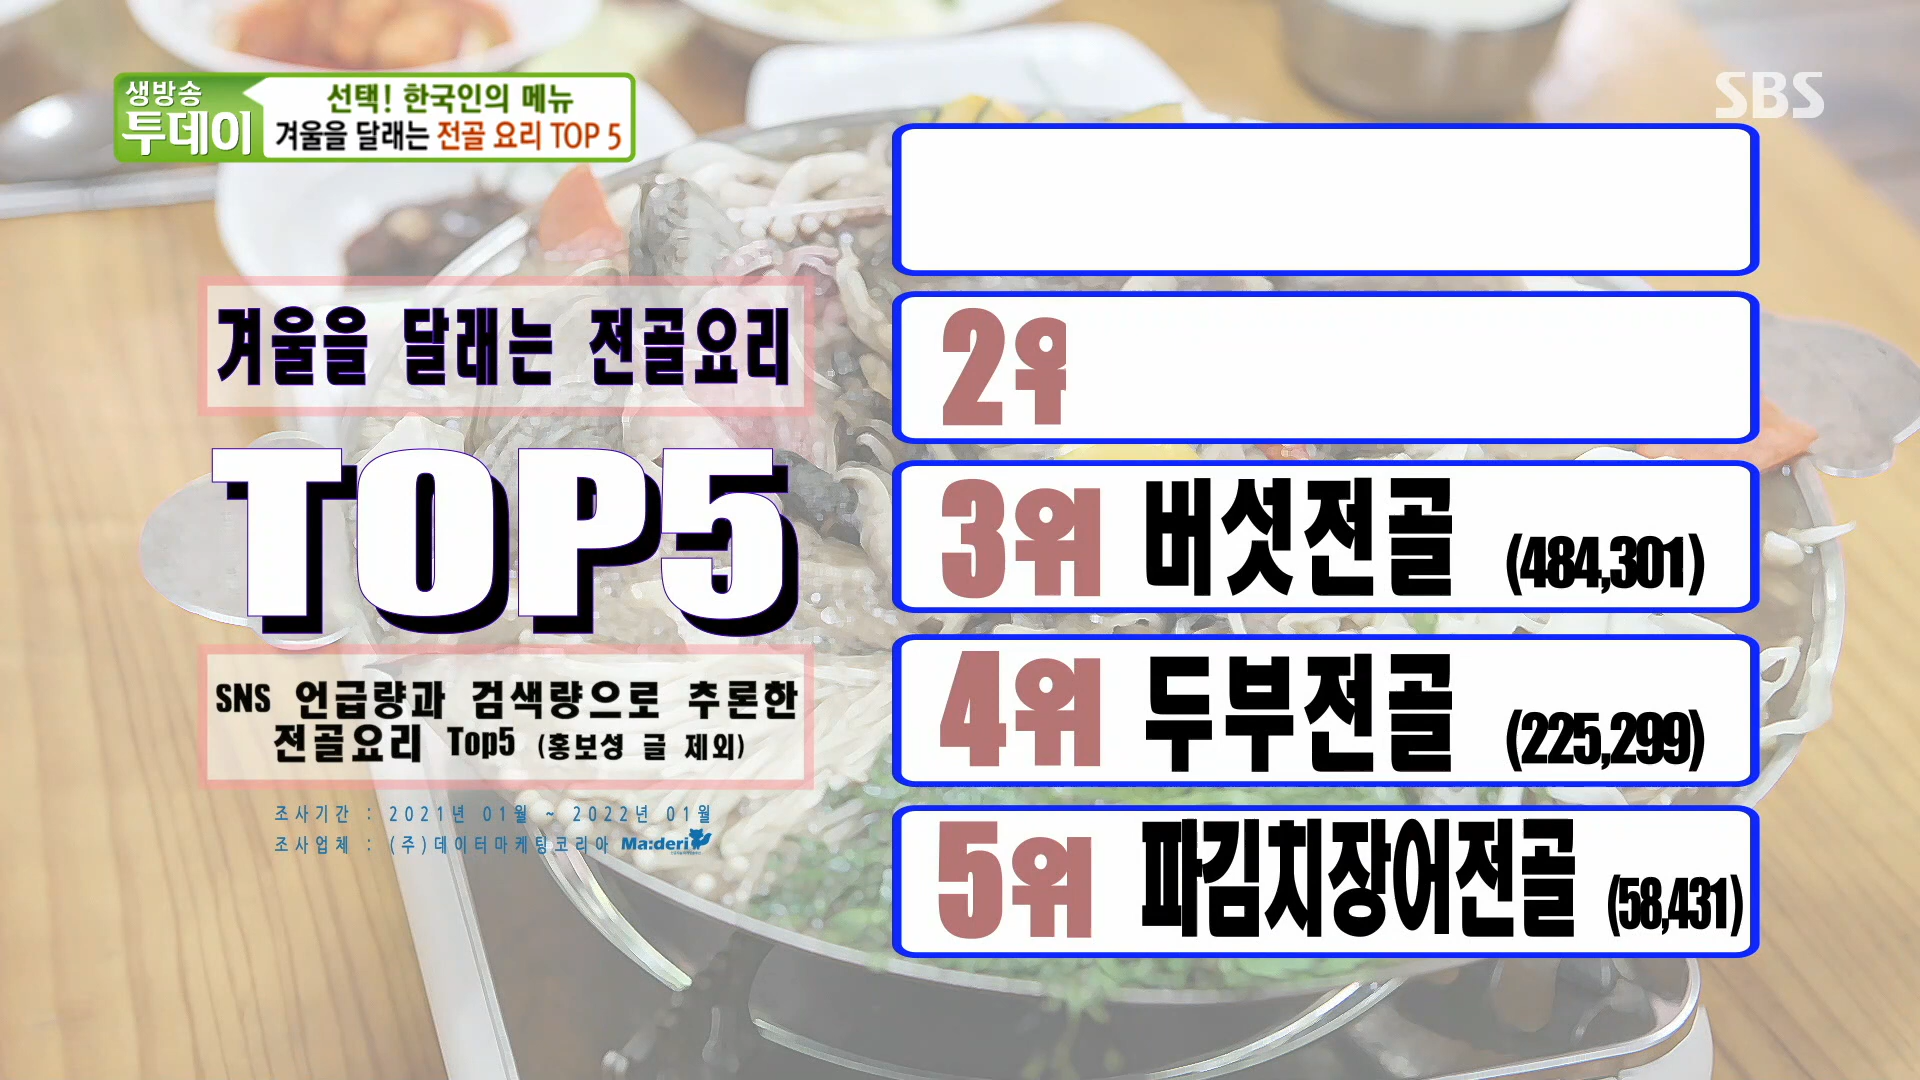 생방송
투데이
선택! 한국인의 메뉴
겨울을 달래는 전골 요리 TOP 5
SBS
겨울을 달래는 전골요리
TOP5
SNS 언급량과 검색량으로 추론한
전골요리 Top5 (홍보성 글 제외)
조사기간 : 2021년 01월 ~ 2022년 01월
조사업체 : (주)데이터마케팅코리아 Ma:deri
2위
3위 버섯전골 (484,301)
4위 두부전골 (225,299)
5위 파김치장어전골 (58,431)